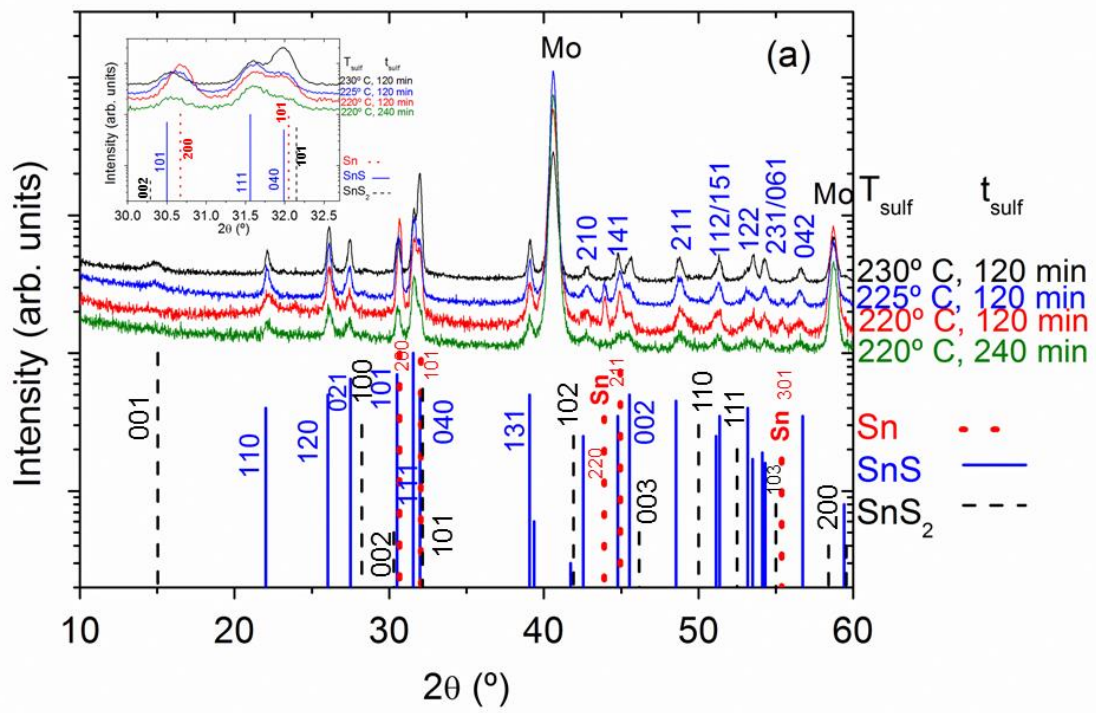 (a)
Mo
Mo
Intensity (arb. units)
2θ (º)
10
20
30
40
50
60
T sulf t sulf
230º C, 120 min
225º C, 120 min
220º C, 120 min
220º C, 240 min
Sn
SnS
SnS2
210
141
211
112/151
122
231/061
042
001
110
120
021
100
101
200
111
002
101
040
101
131
102
Sn
220
211
002
003
110
111
103
Sn 301
200
Intensity (arb. units)
2θ (º)
30.0
30.5
31.0
31.5
32.0
32.5
T sulf t sulf
230º C, 120 min
225º C, 120 min
220º C, 120 min
220º C, 240 min
002
101
200
111
040
101
101
Sn
SnS
SnS2